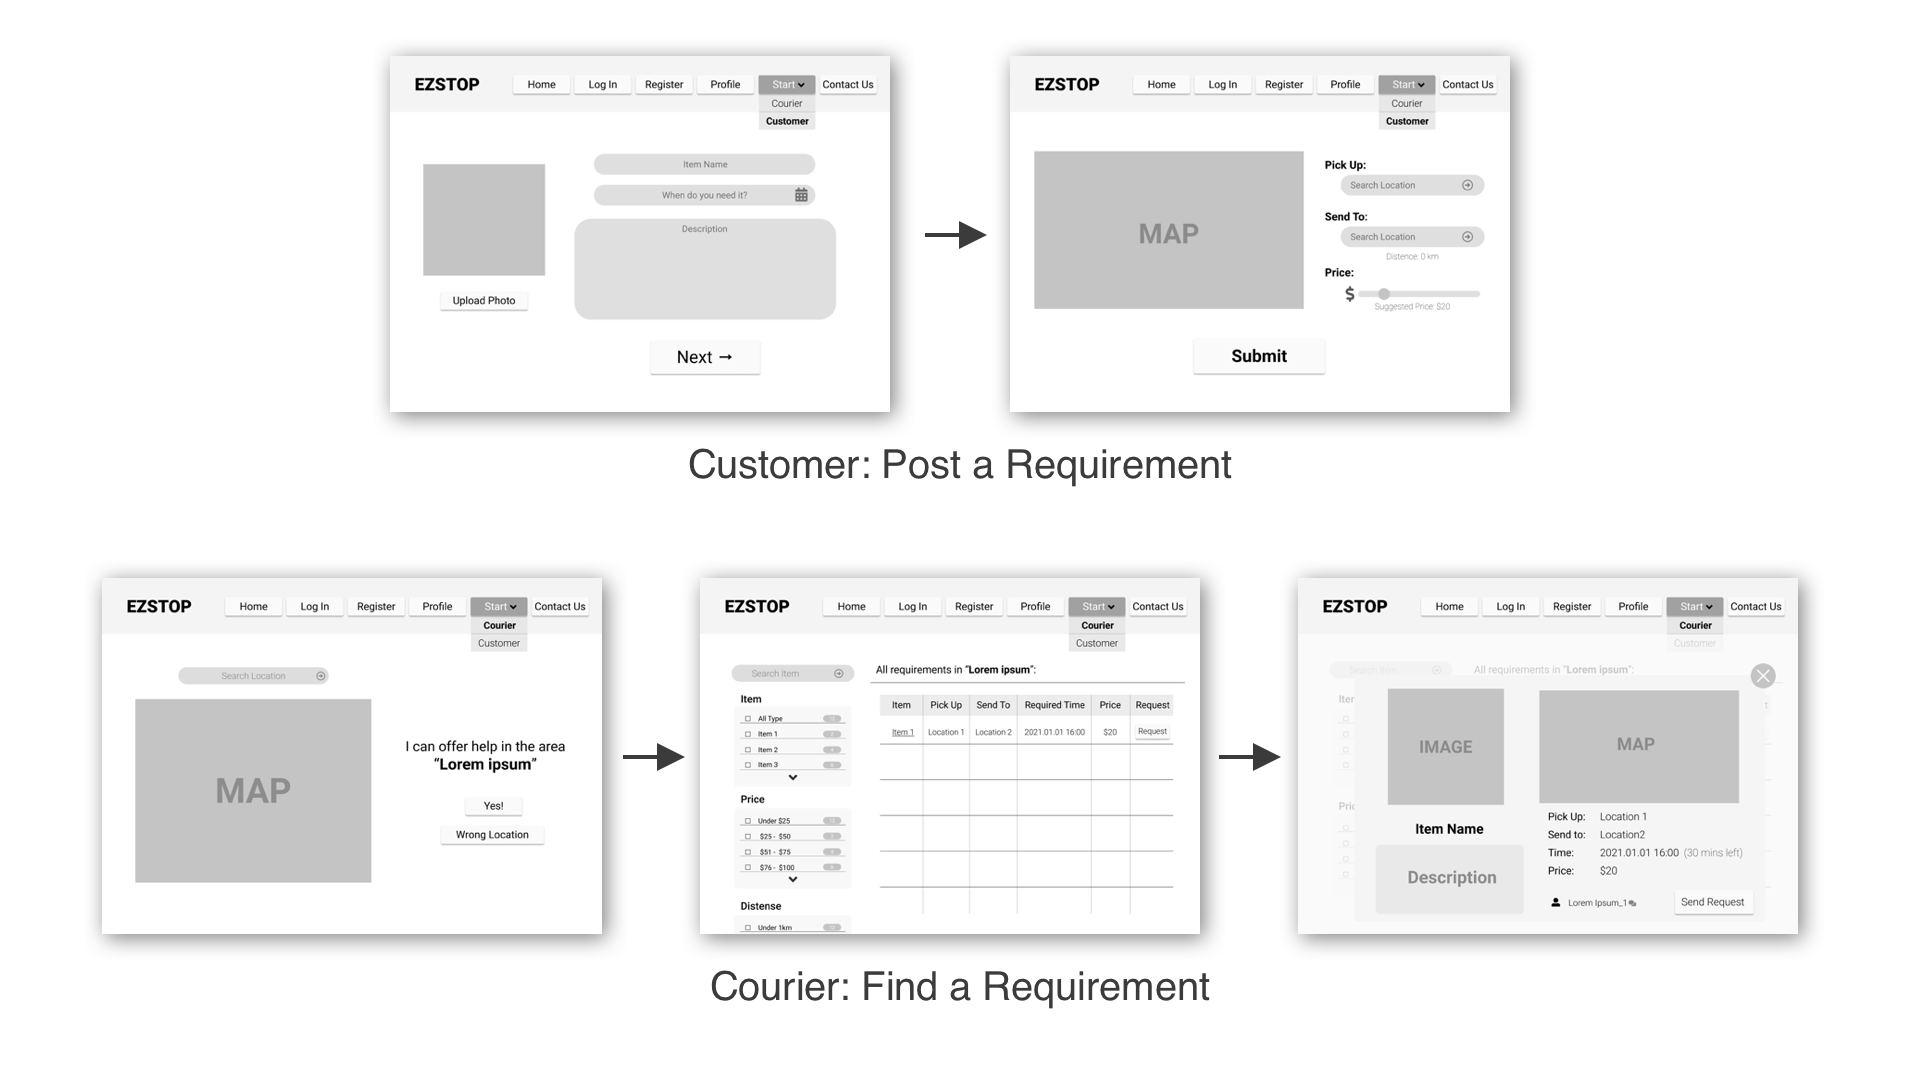 EZSTOP Home Log In Register Profile Start Contact Us
Courier
Customer
Item Name
When do you need it?
Description
Upload Photo
Next →
EZSTOP Home Log In Register Profile Start Contact Us
Courier
Customer
MAP
Pick Up:
Search Location
Send To:
Search Location
Distence: 0 km
Price:
$
Suggested Price: $20
Submit
Customer: Post a Requirement
EZSTOP Home Log In Register Profile Start Contact Us
Courier
Customer
Search Location
MAP
I can offer help in the area
“Lorem ipsum”
Yes!
Wrong Location
EZSTOP Home Log In Register Profile Start Contact Us
Courier
Customer
Search Item
Item
All Type
Item 1
Item 2
Item 3
Price
Under $25
$25 - $50
$51 - $75
$76 - $100
Distense
Under 1km
All requirements in “Lorem ipsum”:
Item Pick Up Send To Required Time Price Request
Item 1 Location 1 Location 2 2021.01.01 16:00 $20 Request
EZSTOP Home Log In Register Profile Start Contact Us
Courier
Customer
Search Item
All requirements in “Lorem ipsum”:
IMAGE
MAP
Item Name
Description
Pick Up: Location 1
Send to: Location2
Time: 2021.01.01 16:00 (30 mins left)
Price: $20
Lorem Ipsum_1
Send Request
Courier: Find a Requirement